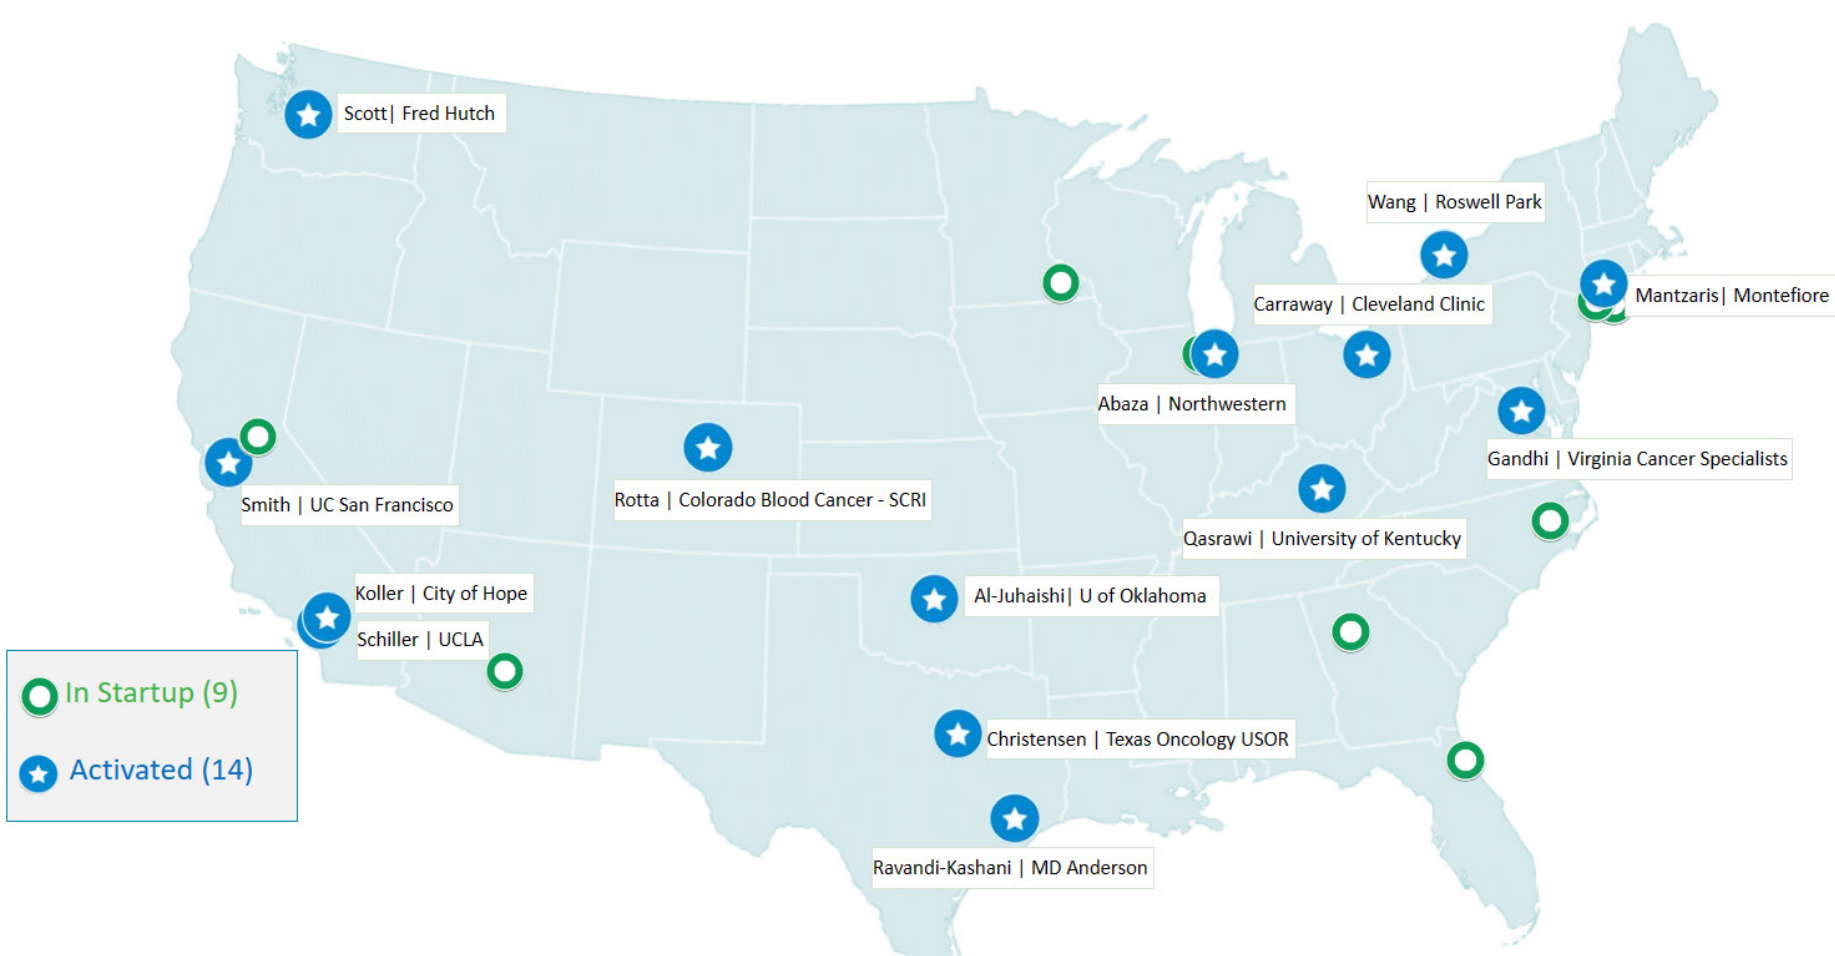 Scott| Fred Hutch
Wang | Roswell Park
Mantzaris| Montefiore
Carraway | Cleveland Clinic
Abaza | Northwestern
Gandhi | Virginia Cancer Specialists
Smith | UC San Francisco
Rotta | Colorado Blood Cancer - SCRI
Qasrawi | University of Kentucky
Koller | City of Hope
Al-Juhaishi| U of Oklahoma
Schiller | UCLA
In Startup (9)
Christensen | Texas Oncology USOR
Activated (14)
Ravandi-Kashani | MD Anderson